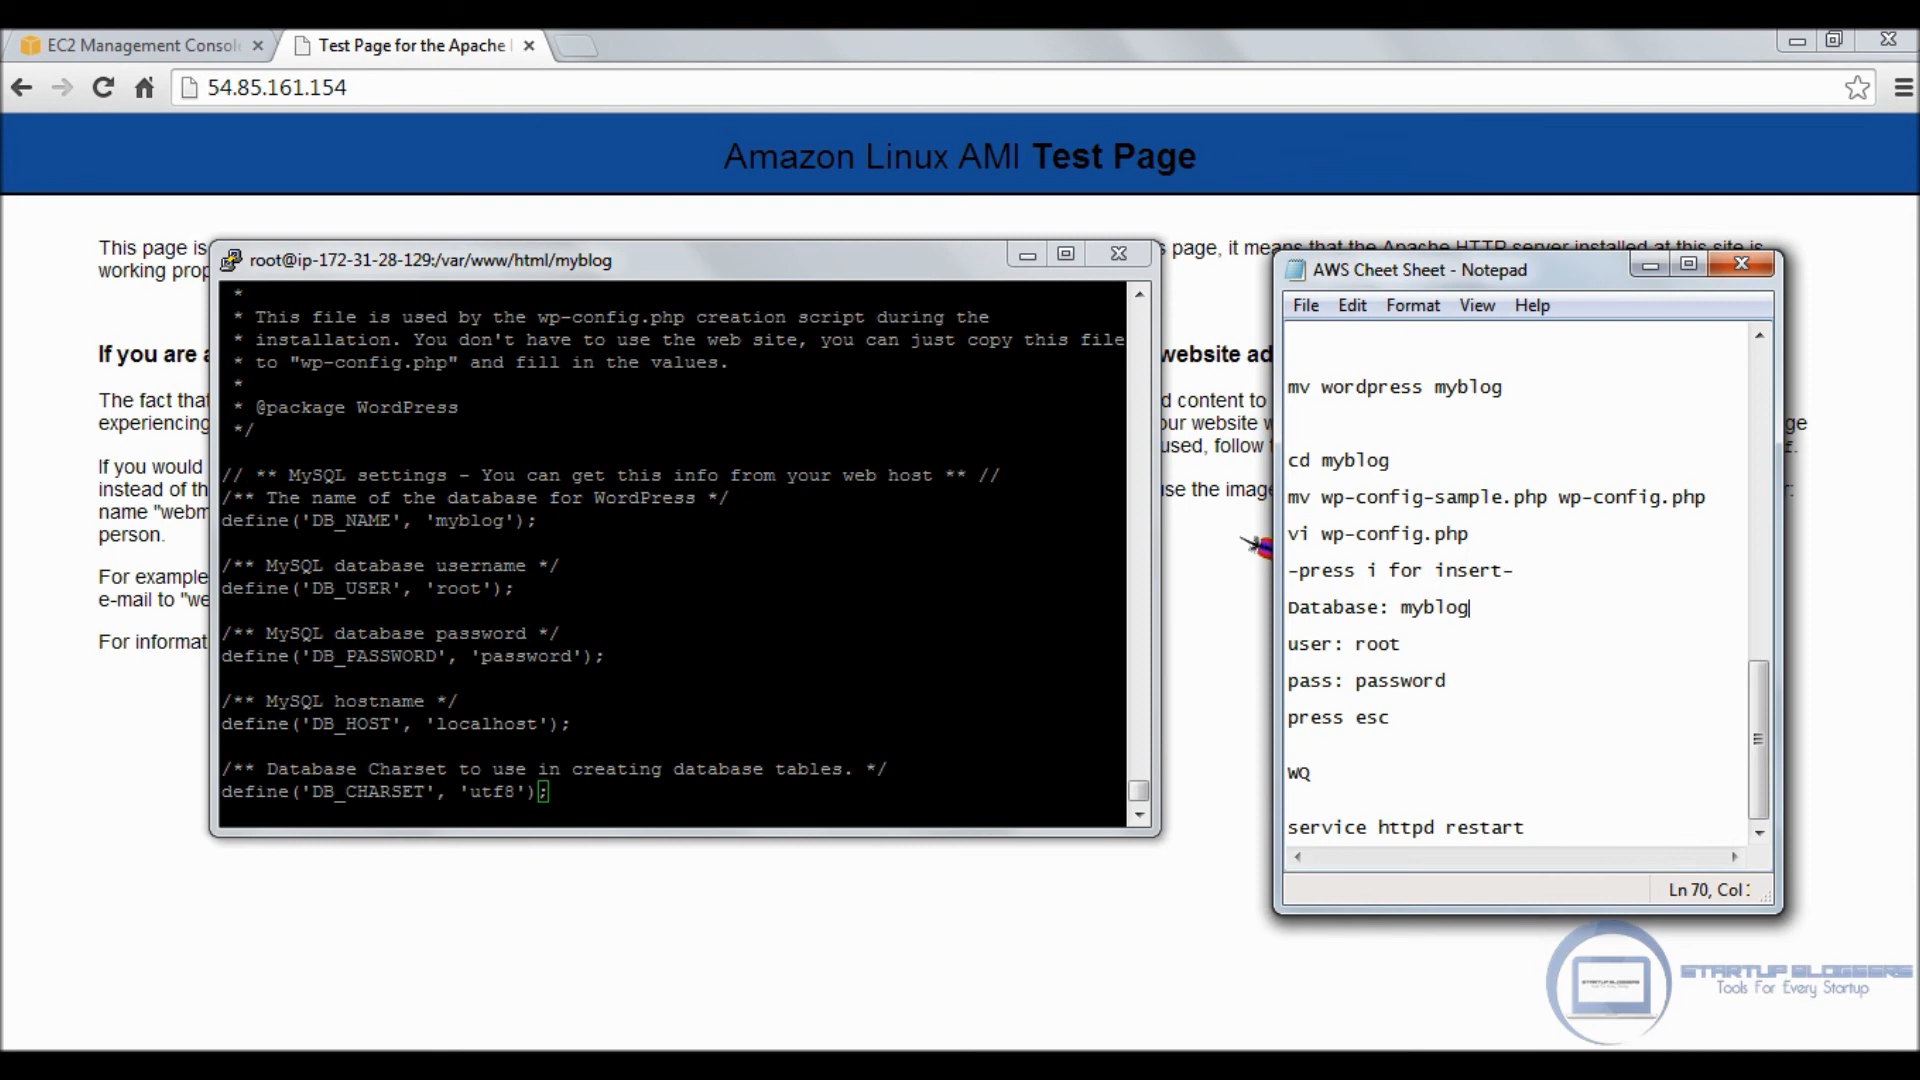 EC2 Management Consol
Test Page for the Apache
54.85.161.154
Amazon Linux AMI Test Page
This page is
s page, it means that the Apache HTTP server installed at this site is
working prop
If you are a
website ad
The fact that
d content to
experiencing
our website w
ge
used, follow
f.
If you would
instead of th
use the imag
r:
name "webm
person.
For example
e-mail to "we
For informat
root@ip-172-31-28-129:/var/www/html/myblog
*
* This file is used by the wp-config.php creation script during the
* installation. You don't have to use the web site, you can just copy this file
* to "wp-config.php" and fill in the values.
*
* @package WordPress
*/
// ** MySQL settings - You can get this info from your web host ** //
/** The name of the database for WordPress */
define('DB_NAME', 'myblog');
/** MySQL database username */
define('DB_USER', 'root');
/** MySQL database password */
define('DB_PASSWORD', 'password');
/** MySQL hostname */
define('DB_HOST', 'localhost');
/** Database Charset to use in creating database tables. */
define('DB_CHARSET', 'utf8');
AWS Cheet Sheet - Notepad
File Edit Format View Help
mv wordpress myblog
cd myblog
mv wp-config-sample.php wp-config.php
vi wp-config.php
-press i for insert-
Database: myblog
user: root
pass: password
press esc
WQ
service httpd restart
Ln 70, Col
STARTUP BLOGGERS
Tools For Every Startup